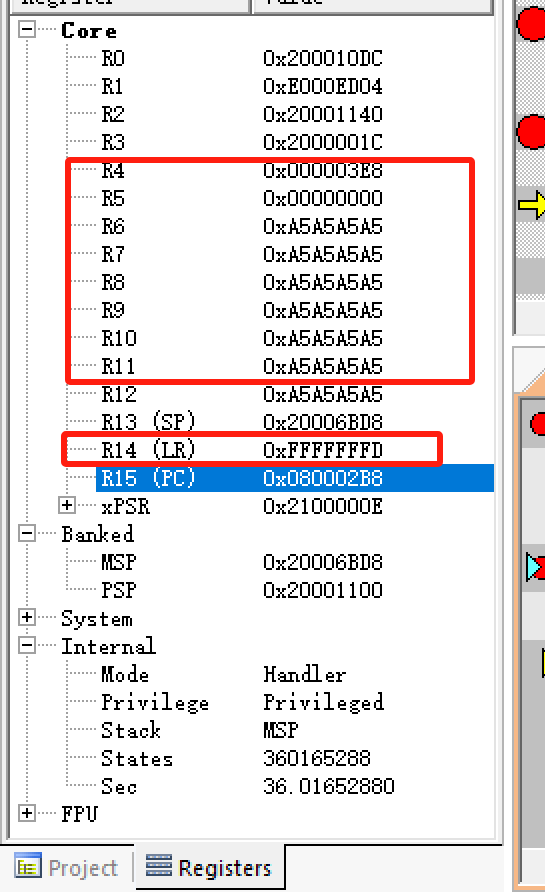 Register Value
Core
R0 0x200010DC
R1 0xE000ED04
R2 0x20001140
R3 0x2000001C
R4 0x000003E8
R5 0x00000000
R6 0xA5A5A5A5
R7 0xA5A5A5A5
R8 0xA5A5A5A5
R9 0xA5A5A5A5
R10 0xA5A5A5A5
R11 0xA5A5A5A5
R12 0xA5A5A5A5
R13 (SP) 0x20006BD8
R14 (LR) 0xFFFFFFFD
R15 (PC) 0x080002B8
xPSR 0x2100000E
Banked
MSP 0x20006BD8
PSP 0x20001100
System
Internal
Mode Handler
Privilege Privileged
Stack MSP
States 360165288
Sec 36.01652880
FPU
Project Registers